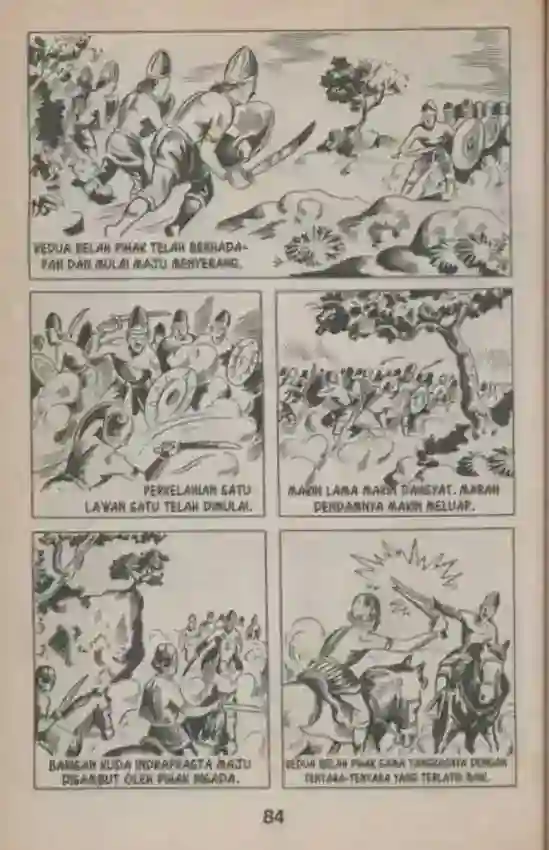 KEDUA BELAH PIHAK TELAH BERHADA-
PAN DAN MULAI MAJU MENYERANG.
PERKELAHIAN SATU
LAWAN SATU TELAH DIMULAI.
MAKIN LAMA MAKIN DAHSYAT. MARAH
DENDAMNYA MAKIN MELUAP.
BARISAN KUDA INDRAPRASTA MAJU
DISAMBUT OLEH PIHAK
KEDUA BELAH PIHAK SAMA TANGKASNYA DENGAN
TENTARA-TENTARA YANG TERLATIH BAIK.
84